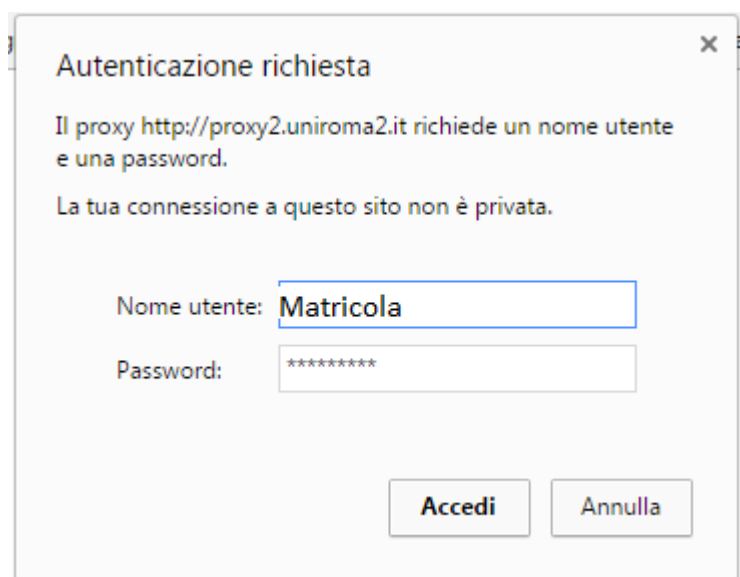 Autenticazione richiesta
Il proxy http://proxy2.uniroma2.it richiede un nome utente
e una password.
La tua connessione a questo sito non è privata.
Nome utente: Matricola
Password: *********
Accedi Annulla